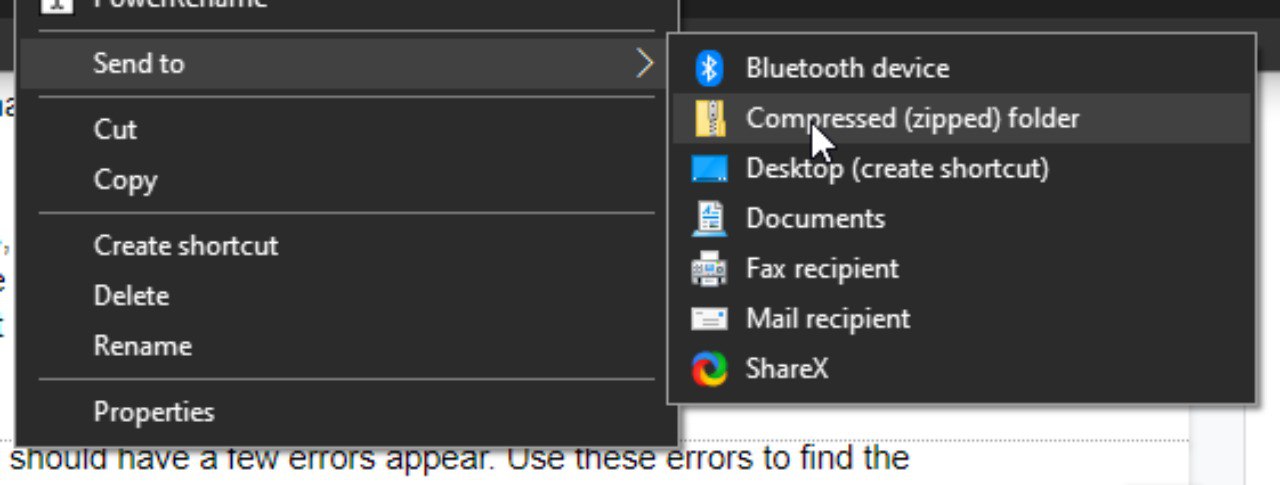 PowerRename
Send to
Cut
Copy
Create shortcut
Delete
Rename
Properties
Bluetooth device
Compressed (zipped) folder
Desktop (create shortcut)
Documents
Fax recipient
Mail recipient
ShareX
should have a few errors appear. Use these errors to find the